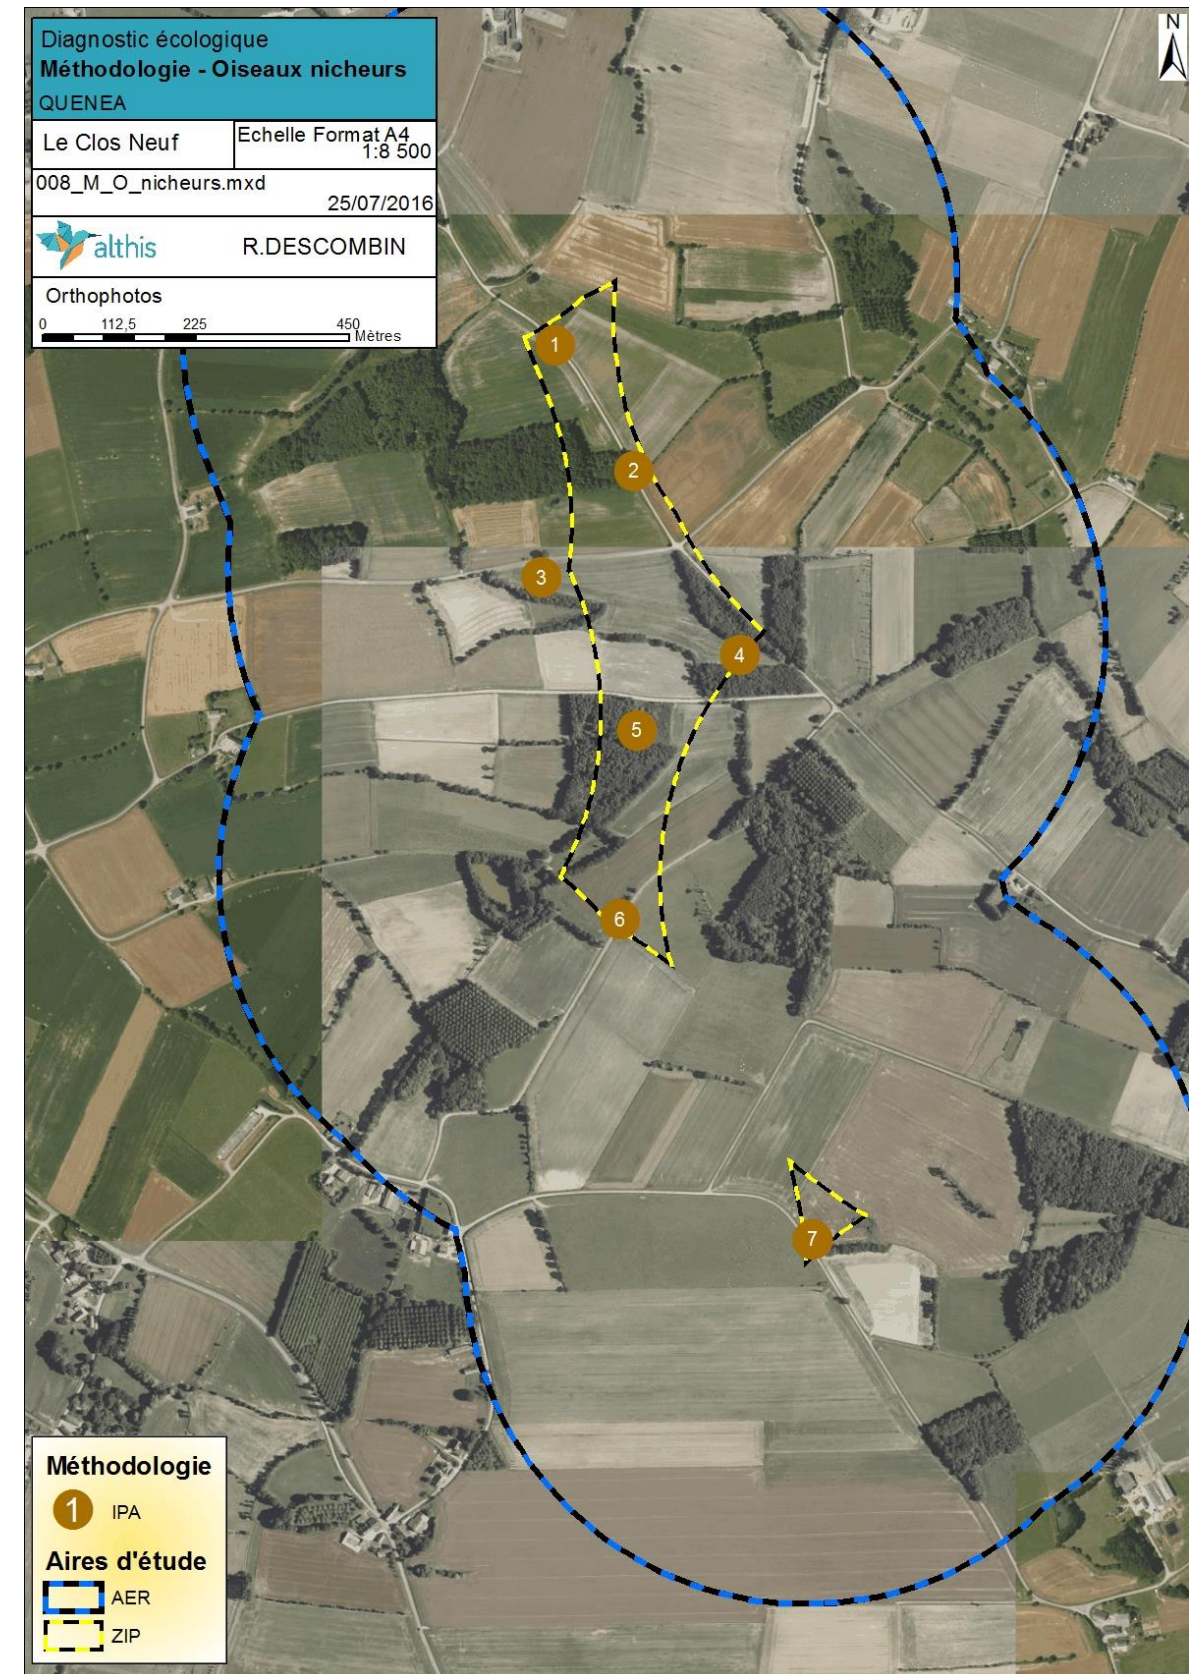 Diagnostic écologique
Méthodologie - Oiseaux nicheurs
QUENEA
Le Clos Neuf
Echelle Format A4
1:8 500
008_M_O_nicheurs.mxd
25/07/2016
althis
R.DESCOMBIN
Orthophotos
0 112,5 225 450
Mètres
N
1
2
3
4
5
6
7
Méthodologie
1 IPA
Aires d'étude
AER
ZIP